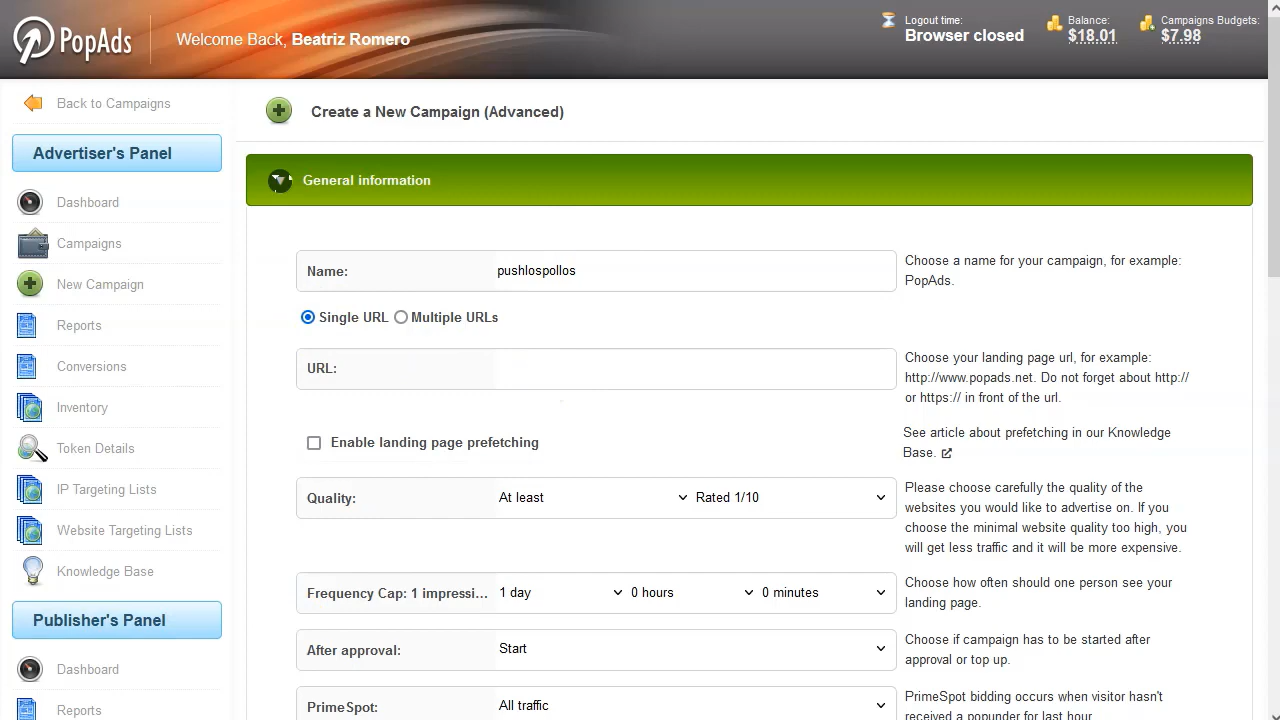 PopAds
Welcome Back, Beatriz Romero
Logout time:
Browser closed
Balance:
$18.01
Campaigns Budgets:
$7.98
Back to Campaigns
Advertiser's Panel
Dashboard
Campaigns
New Campaign
Reports
Conversions
Inventory
Token Details
IP Targeting Lists
Website Targeting Lists
Knowledge Base
Publisher's Panel
Dashboard
Reports
Create a New Campaign (Advanced)
General information
Name:
pushlospollos
Choose a name for your campaign, for example:
PopAds.
Single URL
Multiple URLs
URL:
Choose your landing page url, for example:
http://www.popads.net. Do not forget about http://
or https:// in front of the url.
Enable landing page prefetching
See article about prefetching in our Knowledge
Base.
Quality:
At least
Rated 1/10
Please choose carefully the quality of the
websites you would like to advertise on. If you
choose the minimal website quality too high, you
will get less traffic and it will be more expensive.
Frequency Cap: 1 impressi...
1 day
0 hours
0 minutes
Choose how often should one person see your
landing page.
After approval:
Start
Choose if campaign has to be started after
approval or top up.
PrimeSpot:
All traffic
PrimeSpot bidding occurs when visitor hasn't
received a popunder for last hour